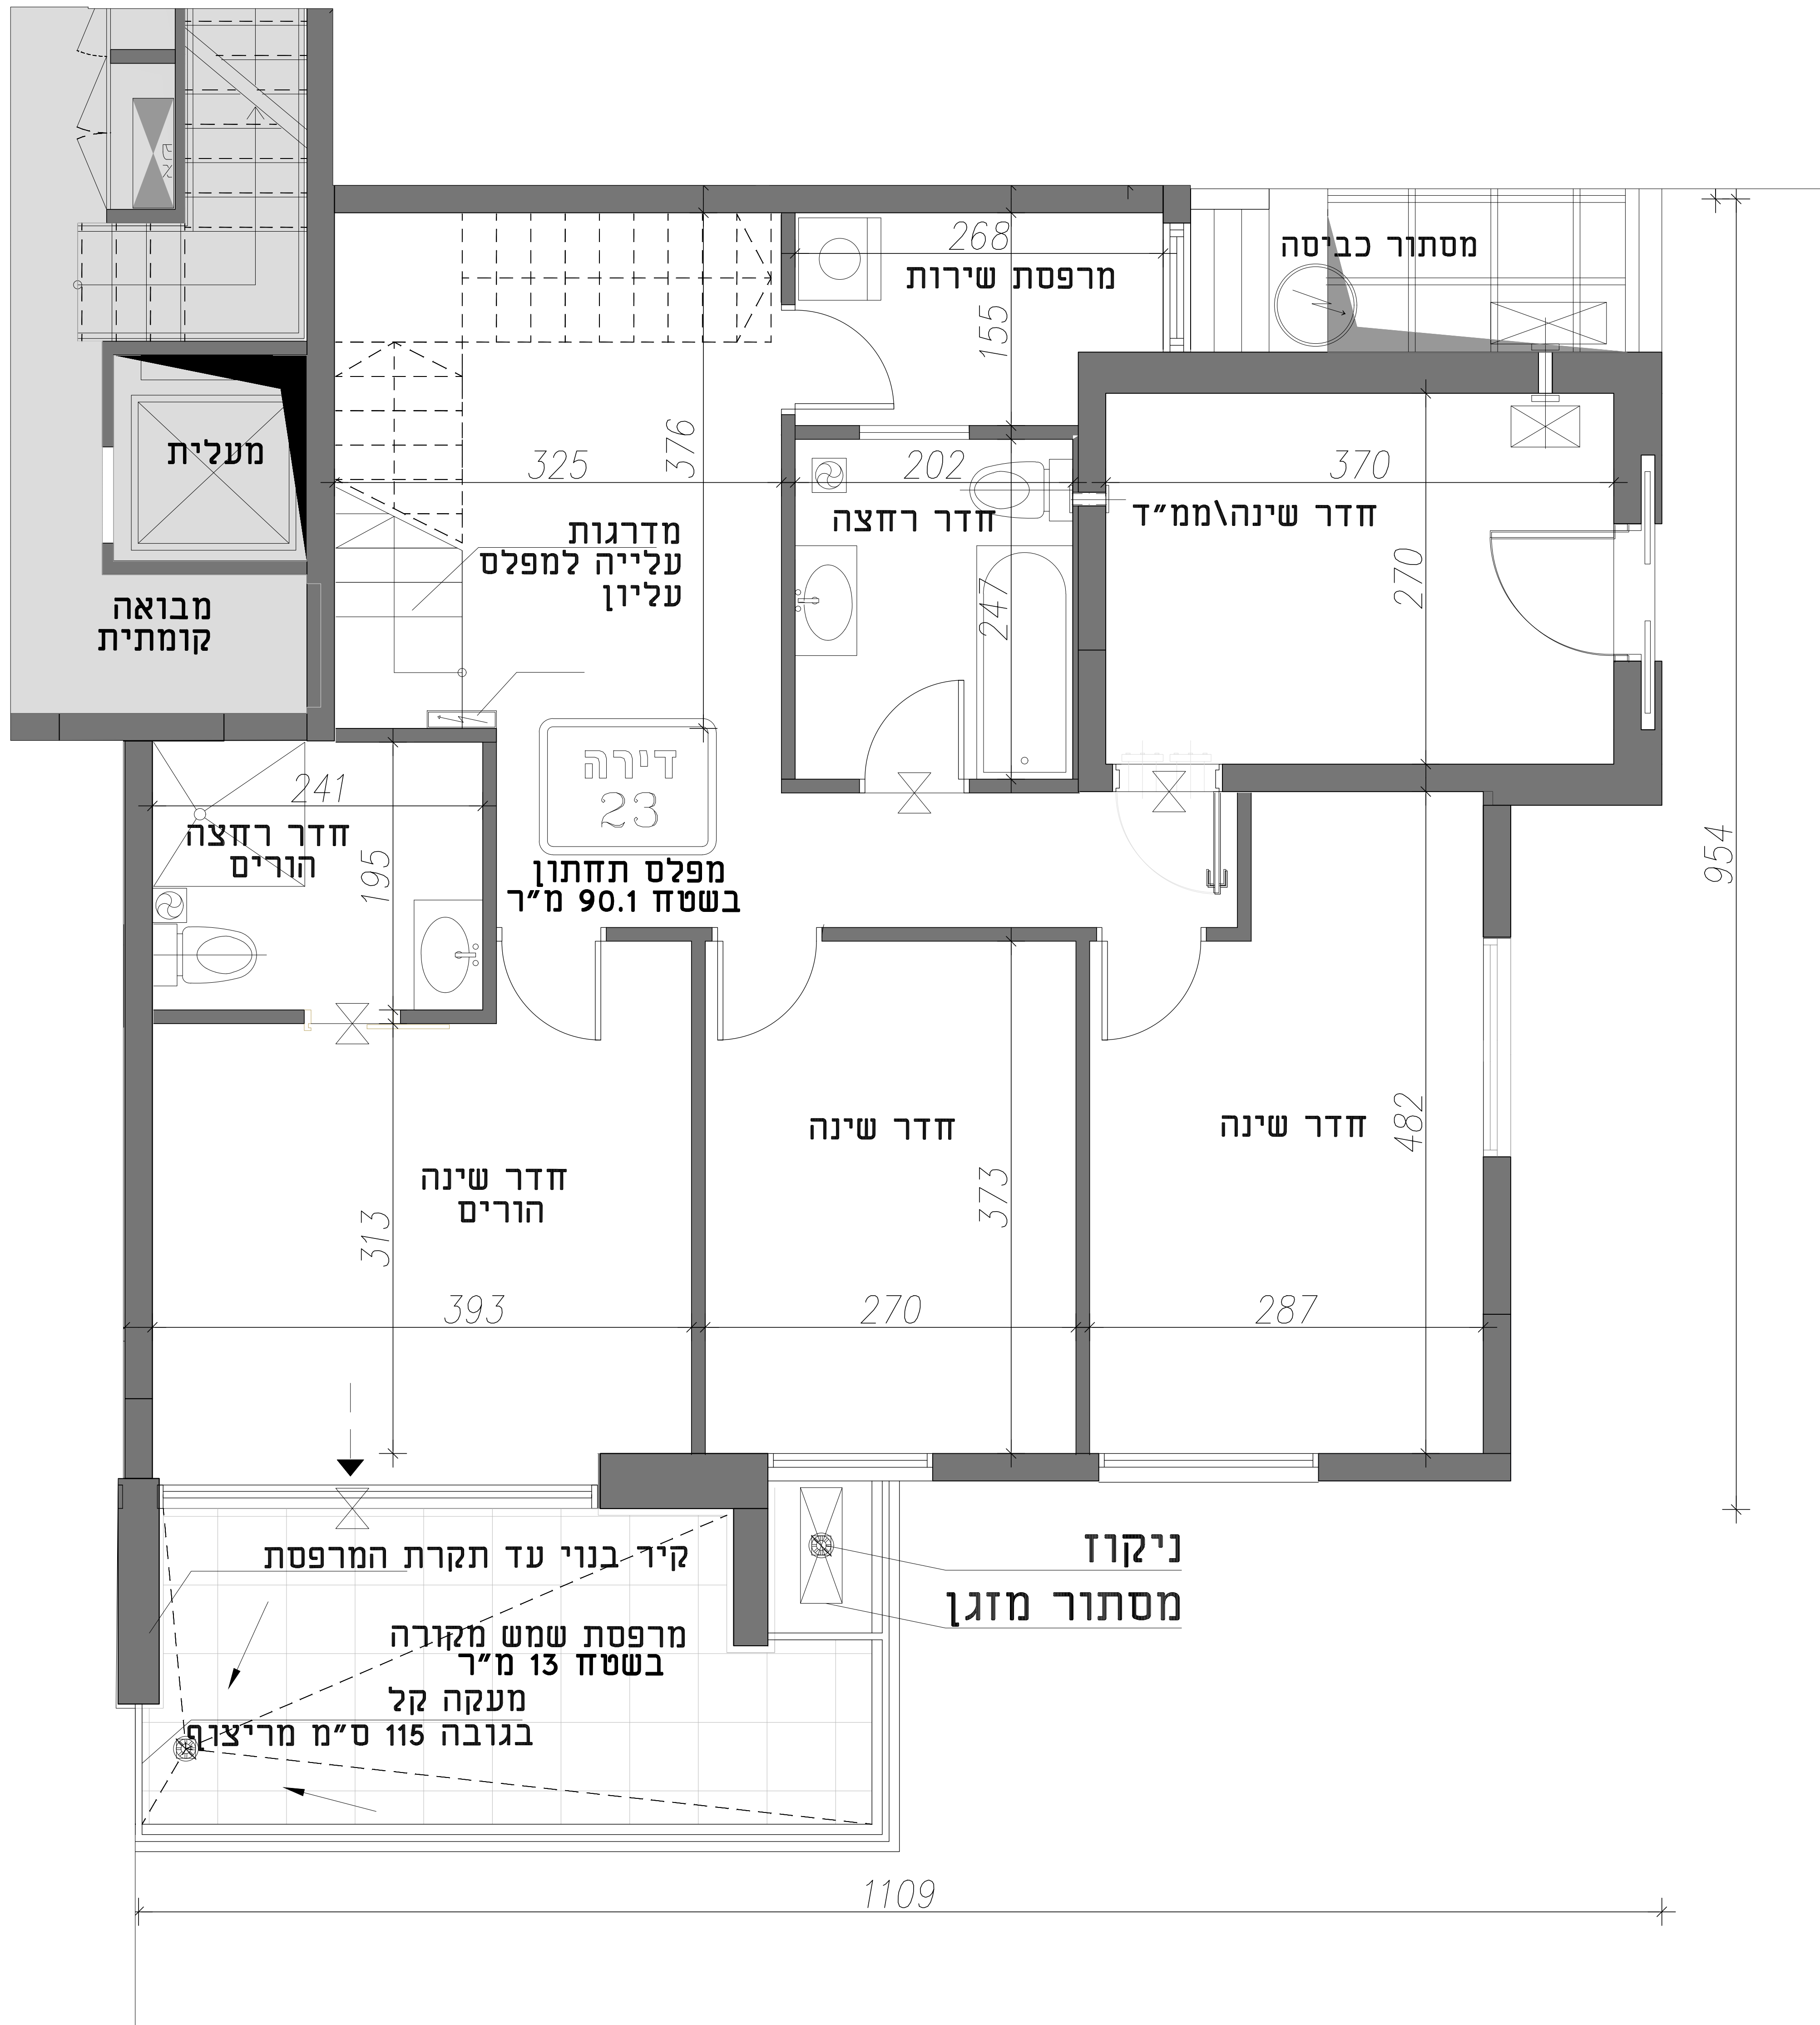 268
מסתור כביסה
מרפסת שירות
155
מעלית
325
376
202
370
חדר רחצה
חדר שינה\ממ״ד
מדרגות
עלייה למפלס
עליון
247
270
מבואה
קומתית
דירה
23
241
חדר רחצה
הורים
195
מפלס תחתון
בשטח 90.1 מ״ר
954
חדר שינה
חדר שינה
482
חדר שינה
הורים
373
313
393
270
287
ניקוז
קיר בנוי עד תקרת המרפסת
מסתור מזגן
מרפסת שמש מקורה
בשטח 13 מ״ר
מעקה קל
בגובה 115 ס״מ מריצוף
1109